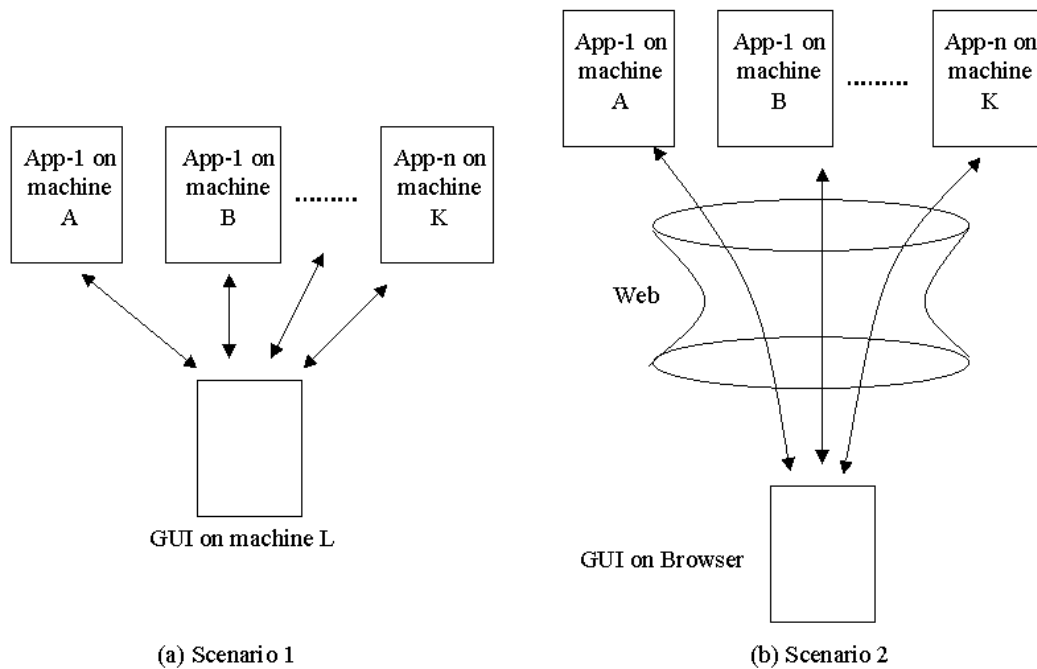 App-1 on
machine
A
App-1 on
machine
B
App-n on
machine
K
GUI on machine L
(a) Scenario 1
App-1 on
machine
A
App-1 on
machine
B
App-n on
machine
K
Web
GUI on Browser
(b) Scenario 2